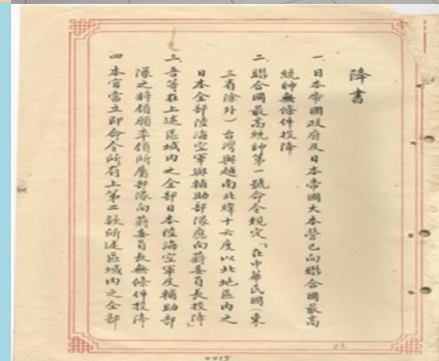 降書
一 日本帝國政府及日本帝國大本營已向聯合國最高
統帥無條件投降
二 聯合國最高統帥第一號命令規定「在中華民國(東
三省除外)台灣與越南北緯十六度以北地區內之
日本全部陸海空軍與輔助部隊應向蔣委員長投降」
三 吾等在上述區域內之全部日本陸海空軍及輔助部
隊之將領願率領所屬部隊向蔣委員長無條件投降
四 本官當立即命令所有上第二款所述區域內之全部